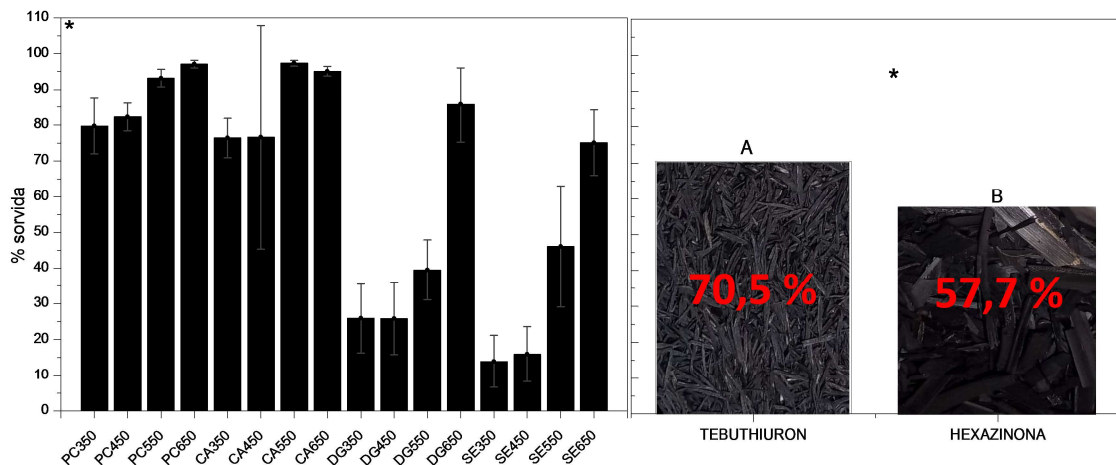 *
% sorvida
110
100
90
80
70
60
50
40
30
20
10
0
PC350
PC450
PC550
PC650
CA350
CA450
CA550
CA650
DG350
DG450
DG550
DG650
SE350
SE450
SE550
SE650
*
A
B
70,5 %
57,7 %
TEBUTHIURON
HEXAZINONA